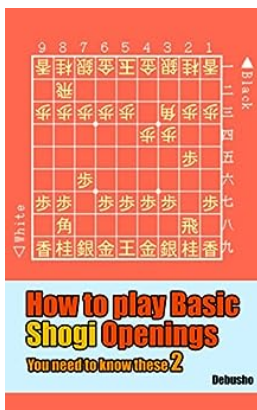 9 8 7 6 5 4 3 2 1
香桂銀金王金銀桂香 一
飛 二
歩歩歩歩歩角歩歩 三
歩歩 四
歩 五
歩 六
歩歩歩歩歩歩歩 七
角飛 八
香桂銀金王金銀桂香 九
▲Black
△White
How to play Basic
Shogi Openings
You need to know these 2
Debusho